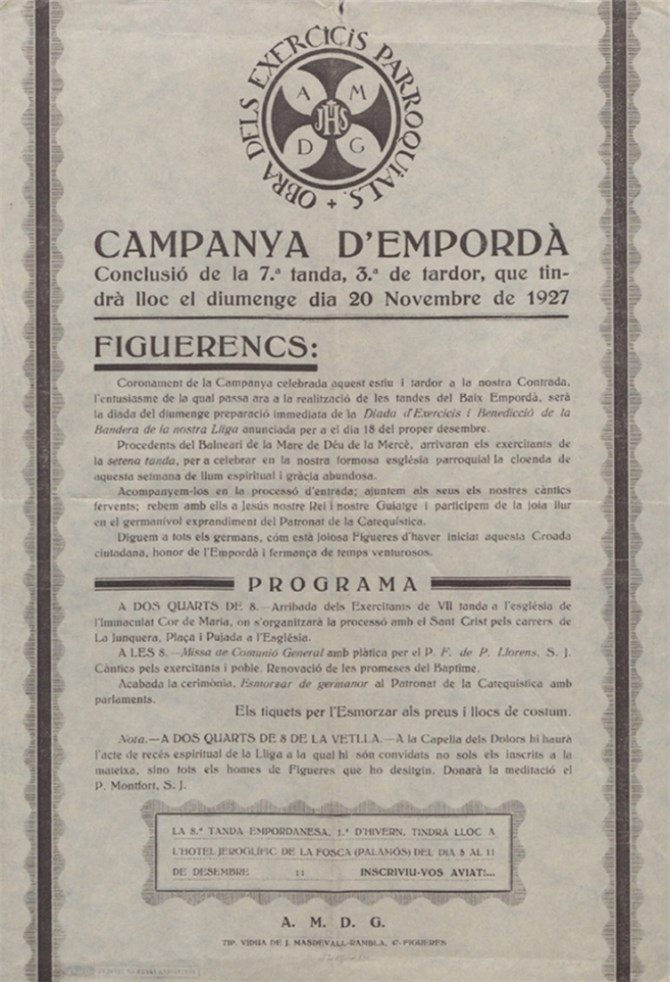 OBRA DELS EXERCICIS PARROQUIALS. +
A M
JHS
D G
CAMPANYA D'EMPORDÀ
Conclusió de la 7.ª tanda, 3.ª de tardor, que tin-
drà lloc el diumenge dia 20 Novembre de 1927
FIGUERENCS:
Coronament de la Campanya celebrada aquest estiu i tardor a la nostra Contrada,
l'entusiasme de la qual passa ara a la realització de les tandes del Baix Empordà, serà
la diada del diumenge preparació immediata de la Diada d'Exercicis i Benedicció de la
Bandera de la nostra Lliga anunciada per a el dia 18 del proper desembre.
Procedents del Balneari de la Mare de Déu de la Mercè, arrivaran els exercitants de
la setena tanda, per a celebrar en la nostra formosa església parroquial la cloenda de
aquesta setmana de llum espiritual i gràcia abundosa.
Acompanyem-los en la processó d'entrada; ajuntem als seus els nostres càntics
fervents; rebem amb ells a Jesús nostre Rei i nostre Guiatge i participem de la joia llur
en el germanívol exprandiment del Patronat de la Catequística.
Diguem a tots els germans, cóm està joiosa Figueres d'haver iniciat aquesta Croada
ciutadana, honor de l'Empordà i fermança de temps venturosos.
PROGRAMA
A DOS QUARTS DE 8.—Arribada dels Exercitants de VII tanda a l'església de
l'Immaculat Cor de Maria, on s'organitzarà la processó amb el Sant Crist pels carrers de
La Junquera, Plaça i Pujada a l'Església.
A LES 8.—Missa de Comunió General amb plàtica per el P. F. de P. Llorens, S. J.
Càntics pels exercitants i poble. Renovació de les promeses del Baptime.
Acabada la cerimònia, Esmorzar de germanor al Patronat de la Catequística amb
parlaments.
Els tiquets per l'Esmorzar als preus i llocs de costum.
Nota.—A DOS QUARTS DE 8 DE LA VETLLA.—A la Capella dels Dolors hi haurà
l'acte de recés espiritual de la Lliga a la qual hi són convidats no sols els inscrits a la
mateixa, sino tots els homes de Figueres que ho desitgin. Donarà la meditació el
P. Montfort, S. J.
LA 8.ª TANDA EMPORDANESA, 1.ª D'HIVERN, TINDRÀ LLOC A
L'HOTEL JEROGLÍFIC DE LA FOSCA (PALAMÓS) DEL DIA 8 AL 11
DE DESEMBRE :: INSCRIVIU-VOS AVIAT!...
A. M. D. G.
TIP. VIDUA DE J. MASDEVALL-RAMBLA, 47-FIGUERES